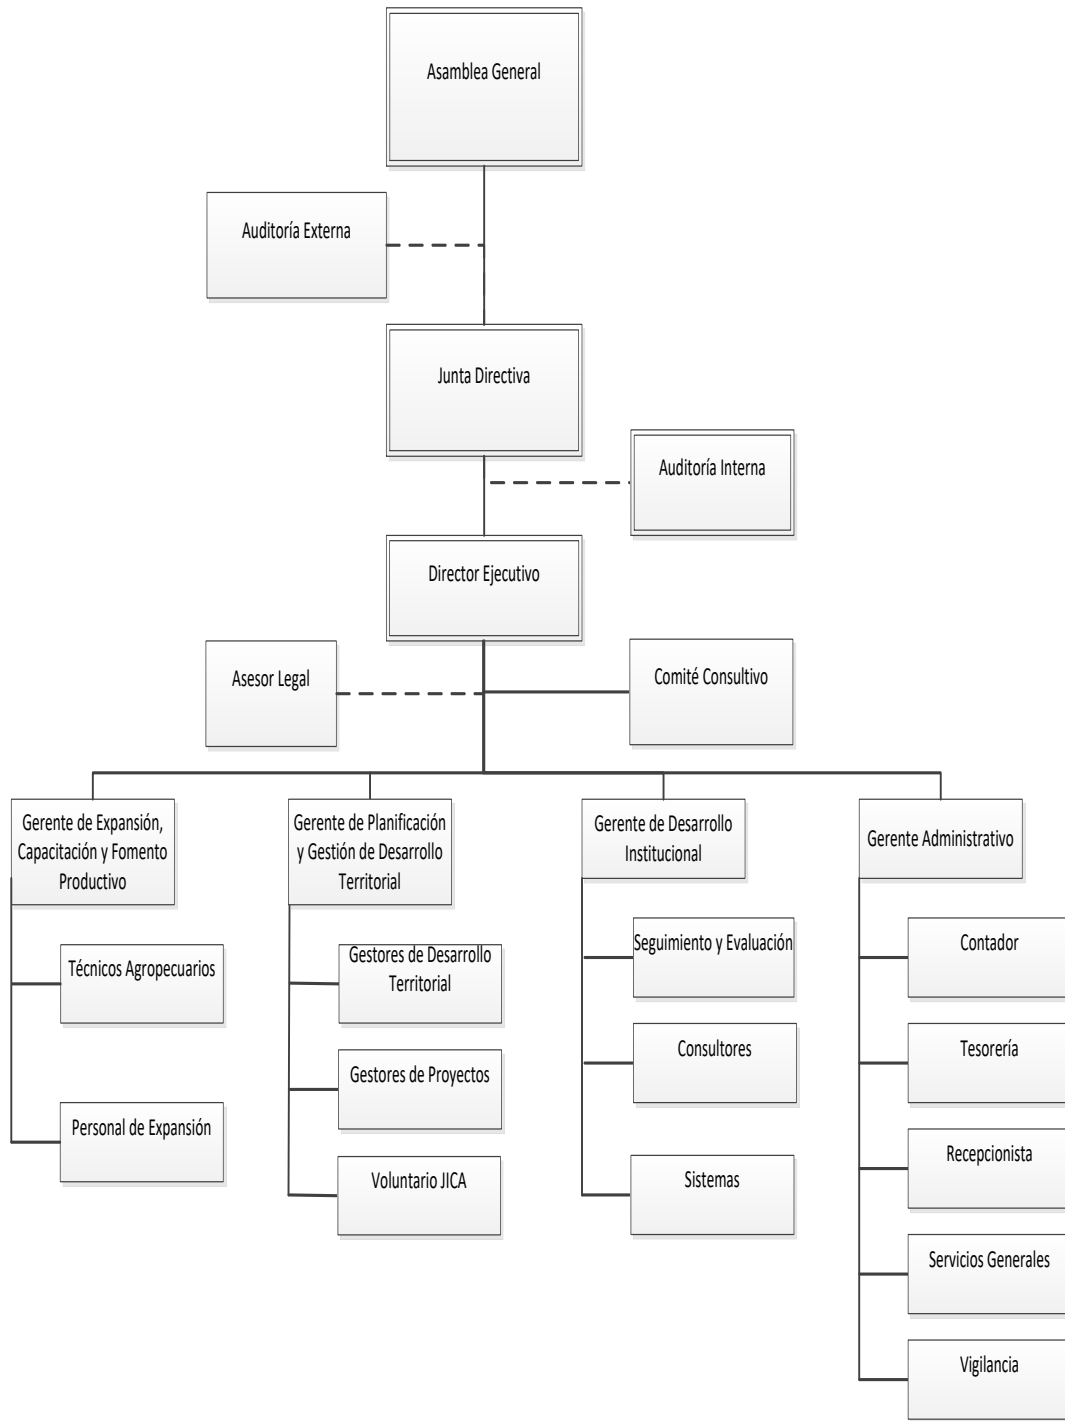 Asamblea General
Auditoría Externa
Junta Directiva
Auditoría Interna
Director Ejecutivo
Asesor Legal
Comité Consultivo
Gerente de Expansión,
Capacitación y Fomento
Productivo
Gerente de Planificación
y Gestión de Desarrollo
Territorial
Gerente de Desarrollo
Institucional
Gerente Administrativo
Técnicos Agropecuarios
Personal de Expansión
Gestores de Desarrollo
Territorial
Gestores de Proyectos
Voluntario JICA
Seguimiento y Evaluación
Consultores
Sistemas
Contador
Tesorería
Recepcionista
Servicios Generales
Vigilancia